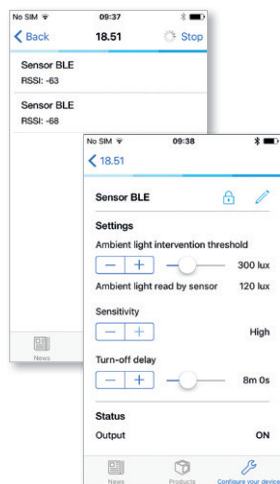 No SIM 09:37
Back 18.51 Stop
Sensor BLE
RSSI: -63
Sensor BLE
RSSI: -68
News
No SIM 09:38
18.51
Sensor BLE
Settings
Ambient light intervention threshold
− + 300 lux
Ambient light read by sensor 120 lux
Sensitivity
− + High
Turn-off delay
− + 8m 0s
Status
Output ON
News Products Configure your device